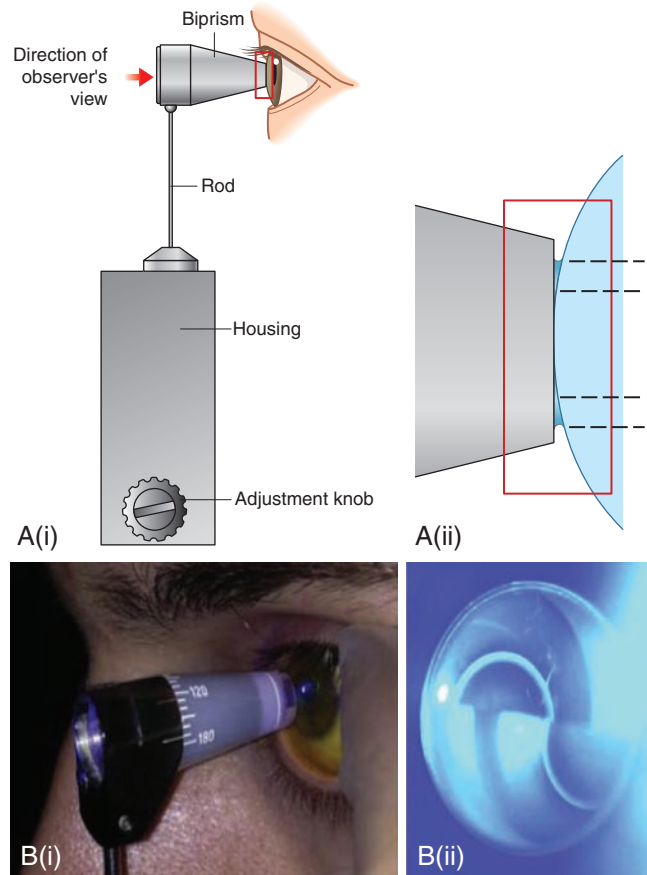 Biprism
Direction of
observer's
view
Rod
Housing
Adjustment knob
A(i)
A(ii)
120
180
B(i)
B(ii)